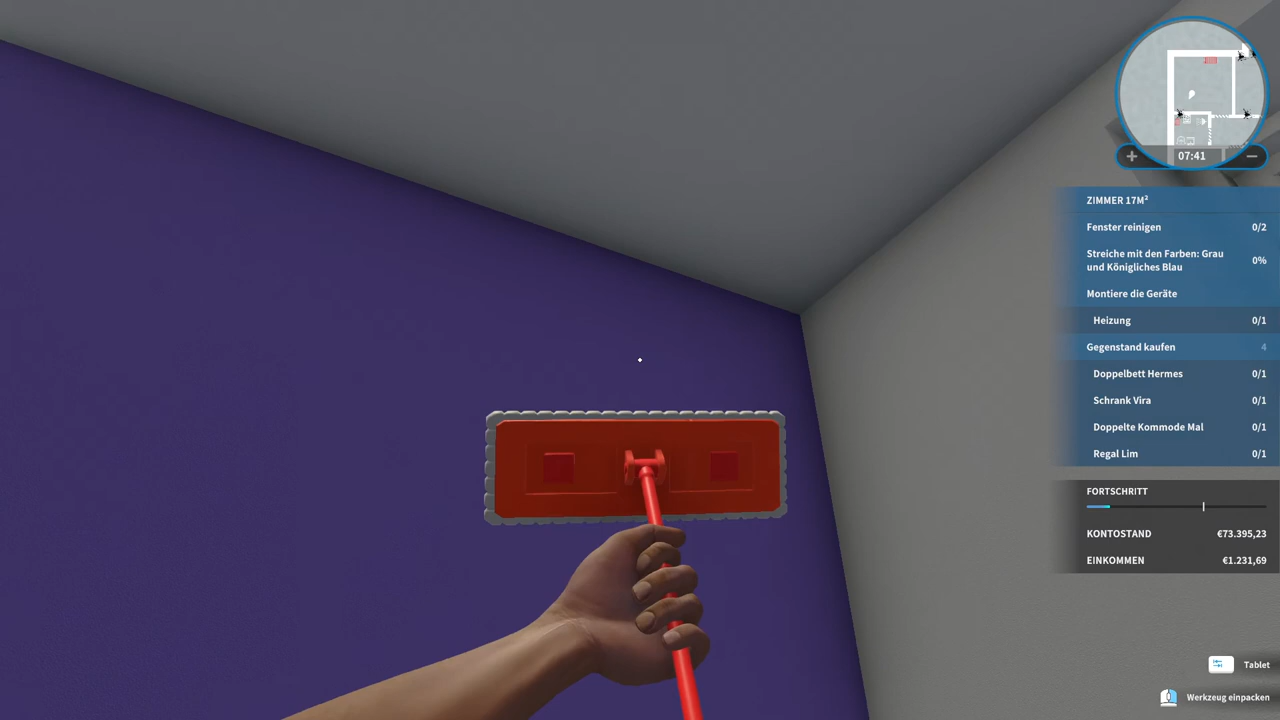 07:41
ZIMMER 17M²
Fenster reinigen 0/2
Streiche mit den Farben: Grau
und Königliches Blau 0%
Montiere die Geräte
Heizung 0/1
Gegenstand kaufen 4
Doppelbett Hermes 0/1
Schrank Vira 0/1
Doppelte Kommode Mal 0/1
Regal Lim 0/1
FORTSCHRITT
KONTOSTAND €73.395,23
EINKOMMEN €1.231,69
Tablet
Werkzeug einpacken